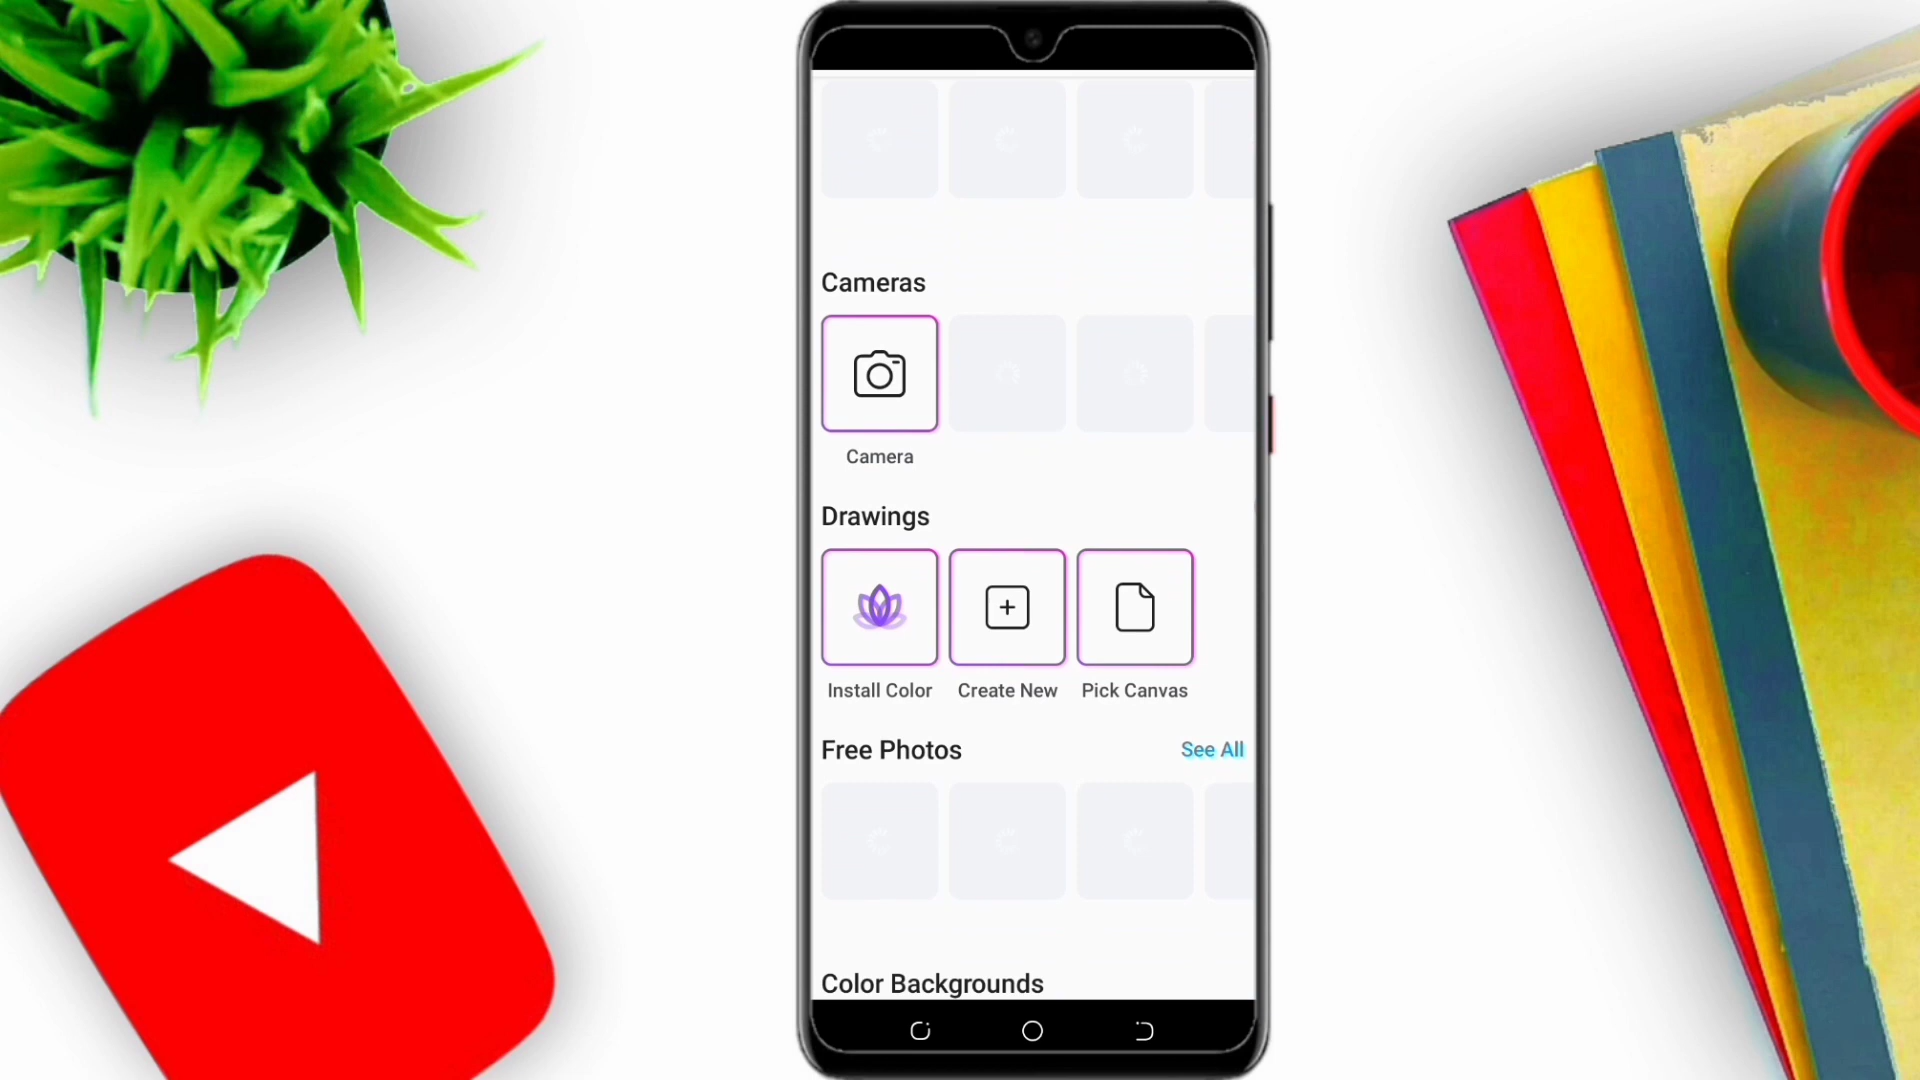 Cameras
Camera
Drawings
Install Color
Create New
Pick Canvas
Free Photos
See All
Color Backgrounds